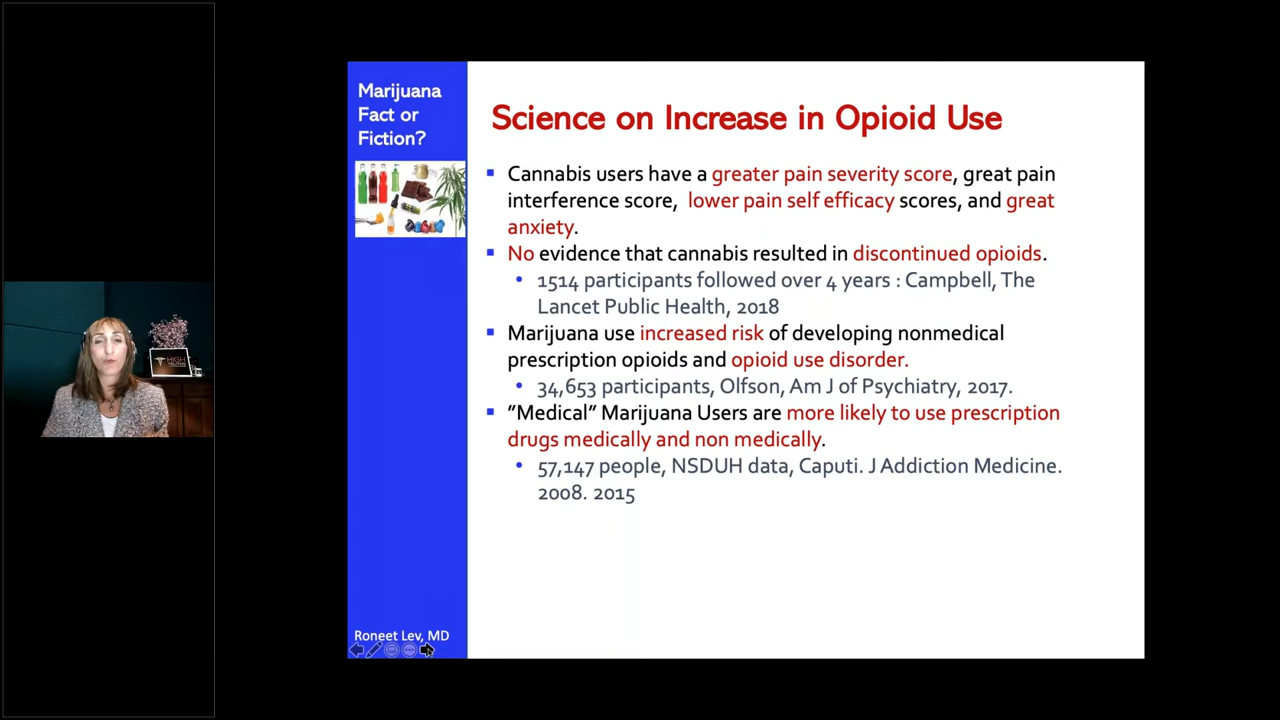 Marijuana
Fact or
Fiction?
Science on Increase in Opioid Use
Cannabis users have a greater pain severity score, great pain
interference score, lower pain self efficacy scores, and great
anxiety.
No evidence that cannabis resulted in discontinued opioids.
1514 participants followed over 4 years : Campbell, The
Lancet Public Health, 2018
Marijuana use increased risk of developing nonmedical
prescription opioids and opioid use disorder.
34,653 participants, Olfson, Am J of Psychiatry, 2017.
”Medical” Marijuana Users are more likely to use prescription
drugs medically and non medically.
57,147 people, NSDUH data, Caputi. J Addiction Medicine.
2008. 2015
Roneet Lev, MD
HIGH